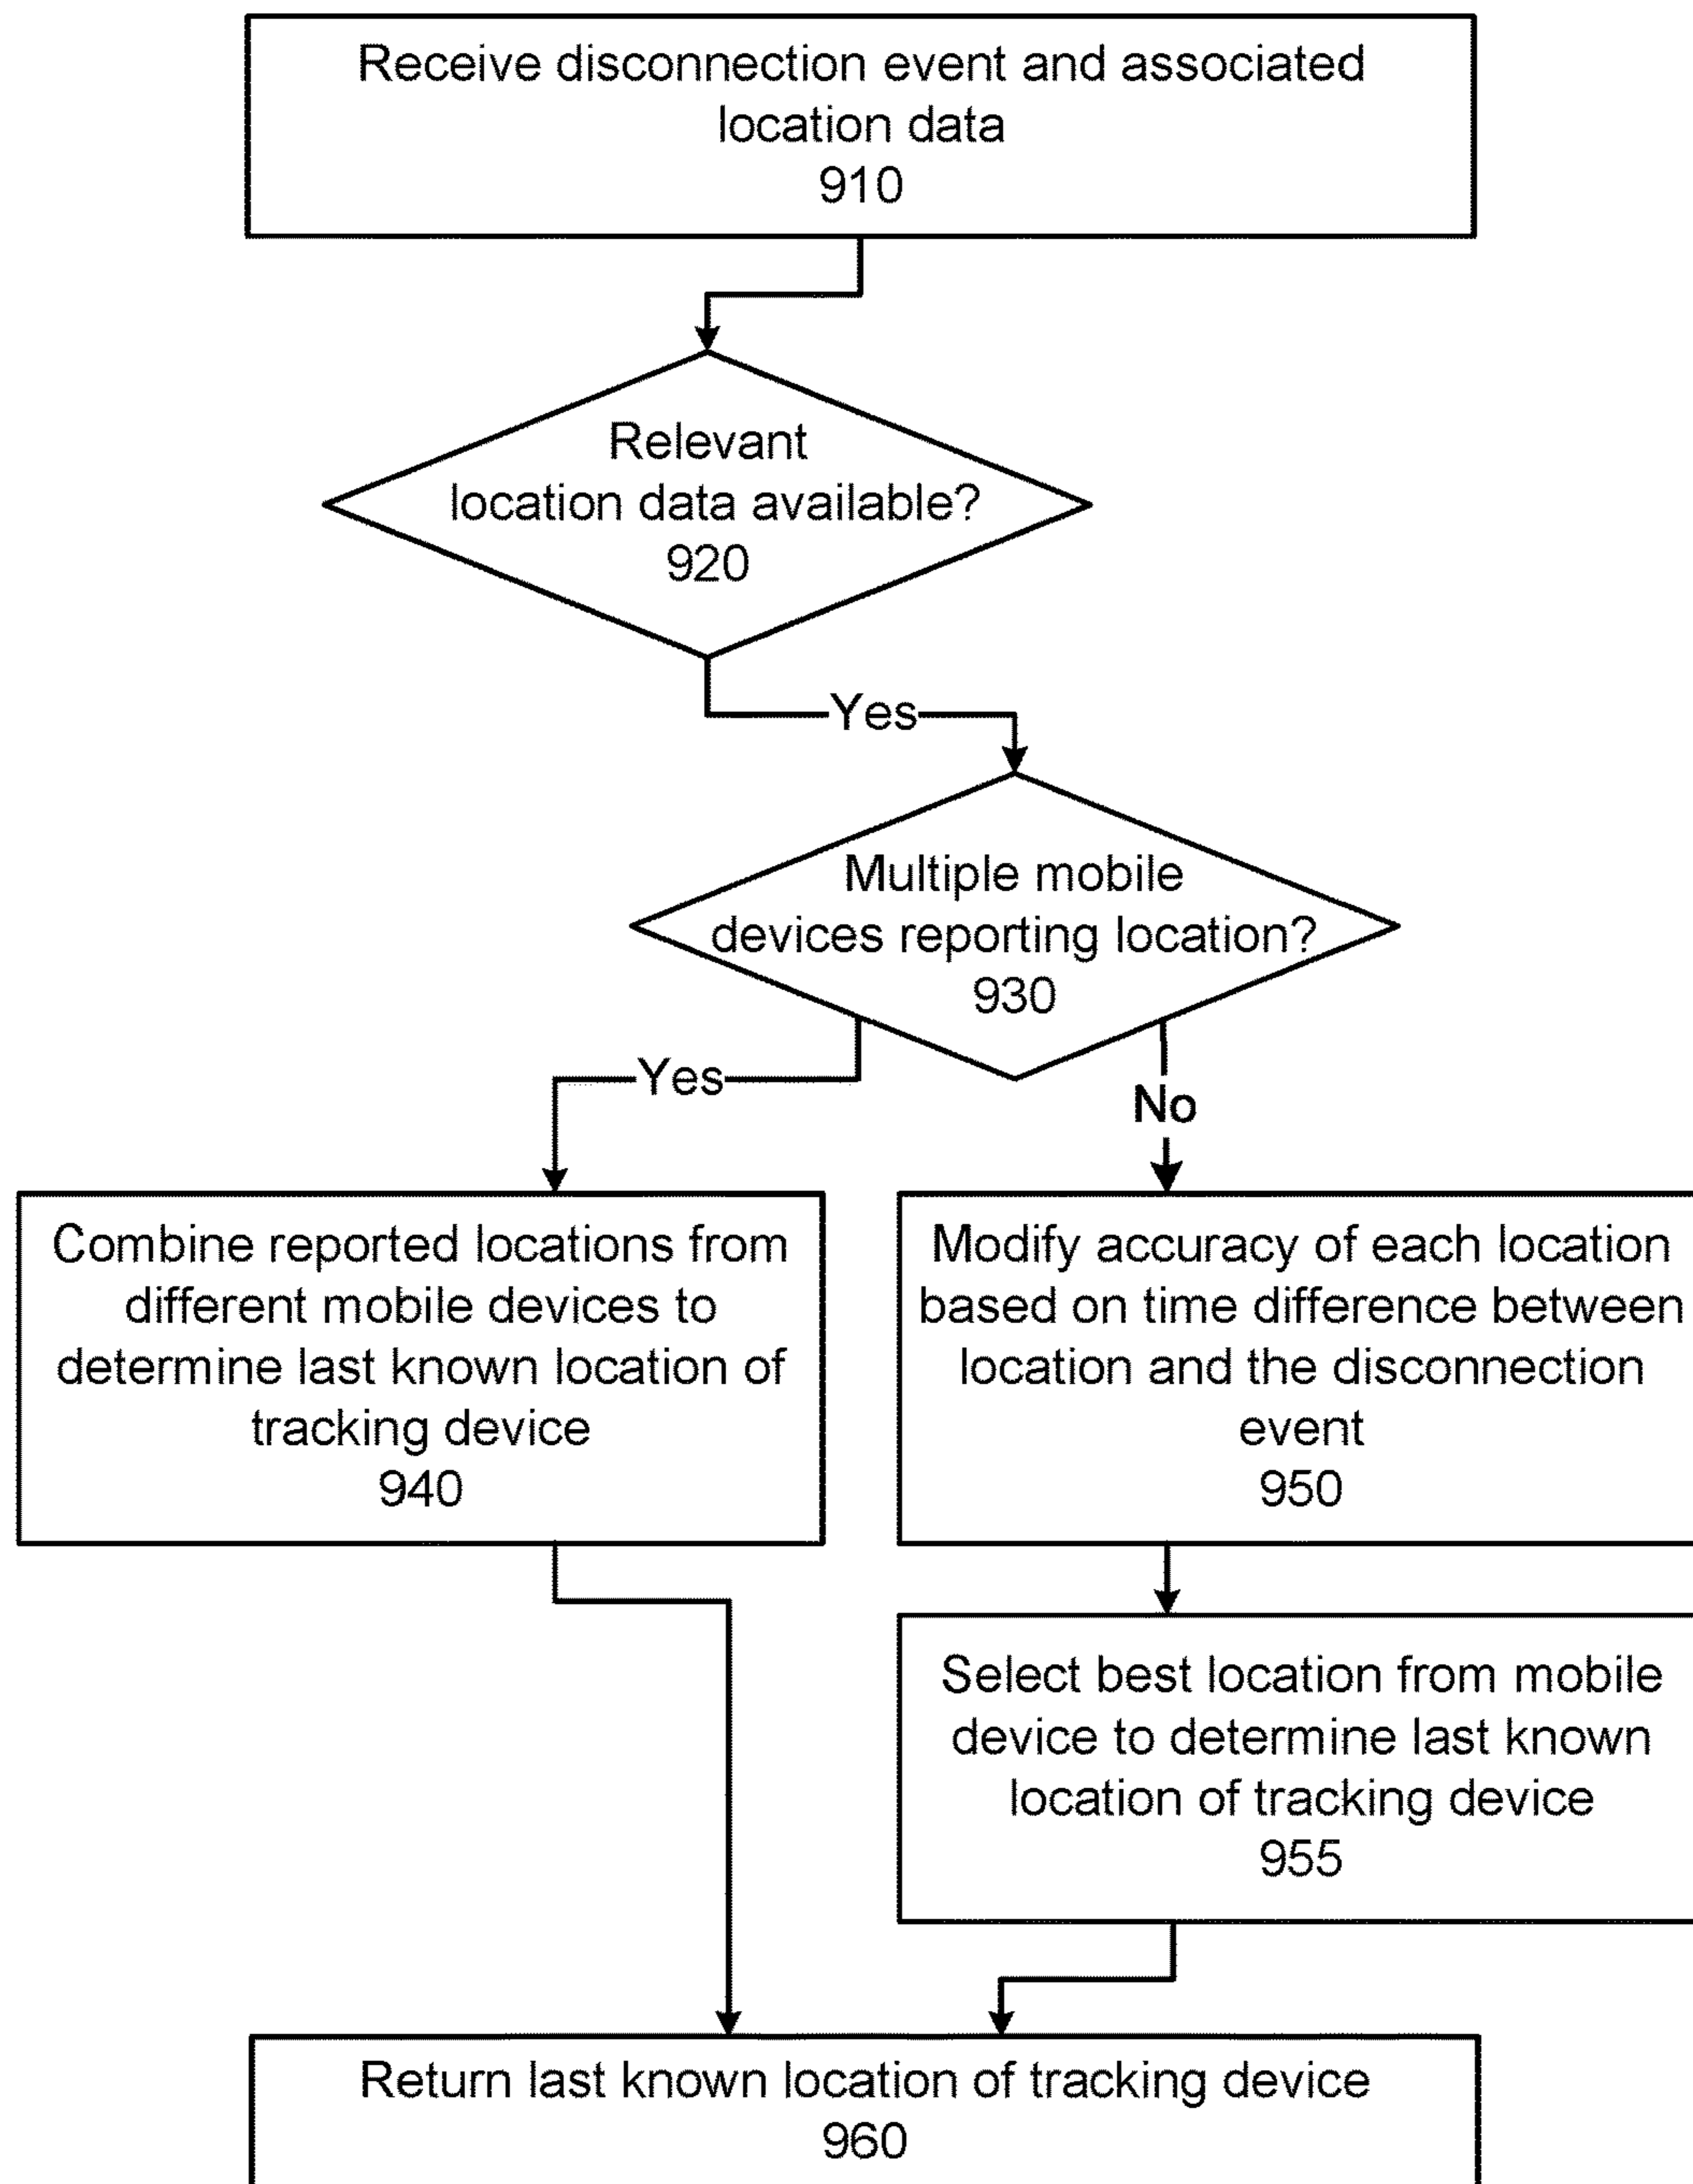 Receive disconnection event and associated
location data
910
Relevant
location data available?
920
Yes
Multiple mobile
devices reporting location?
930
Yes
No
Combine reported locations from
different mobile devices to
determine last known location of
tracking device
940
Modify accuracy of each location
based on time difference between
location and the disconnection
event
950
Select best location from mobile
device to determine last known
location of tracking device
955
Return last known location of tracking device
960